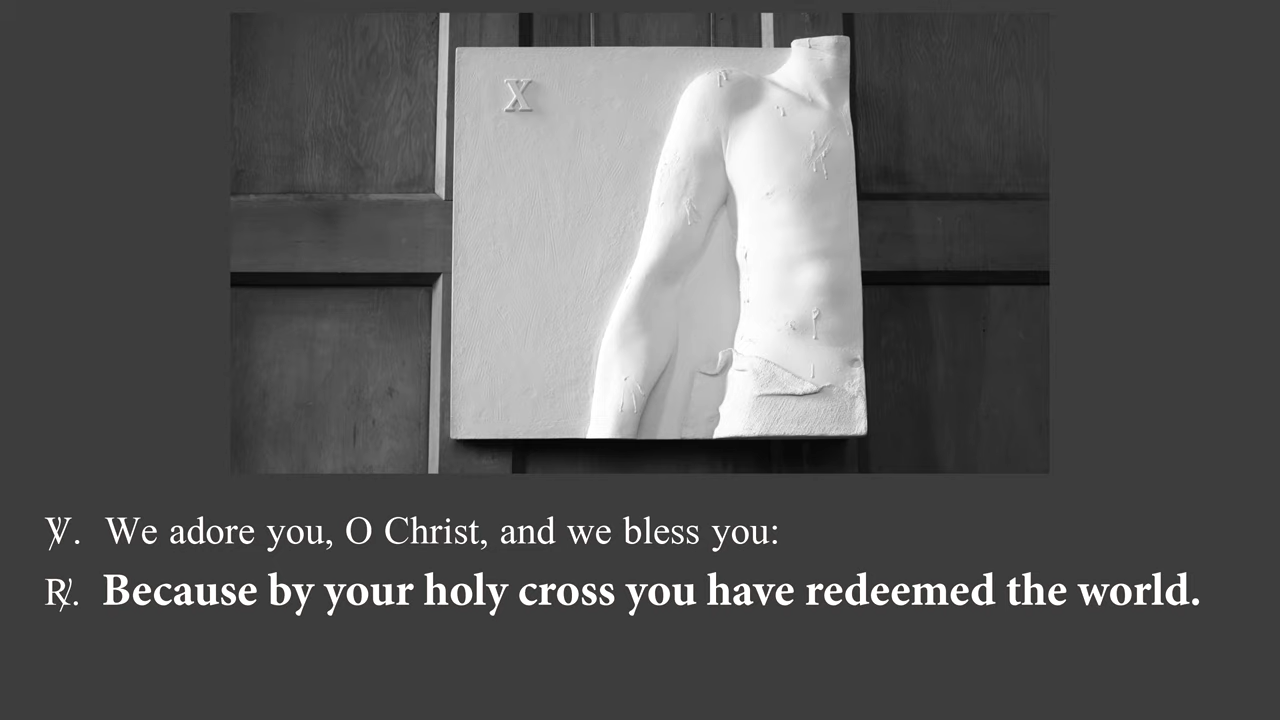 X
℣. We adore you, O Christ, and we bless you:
℟. Because by your holy cross you have redeemed the world.